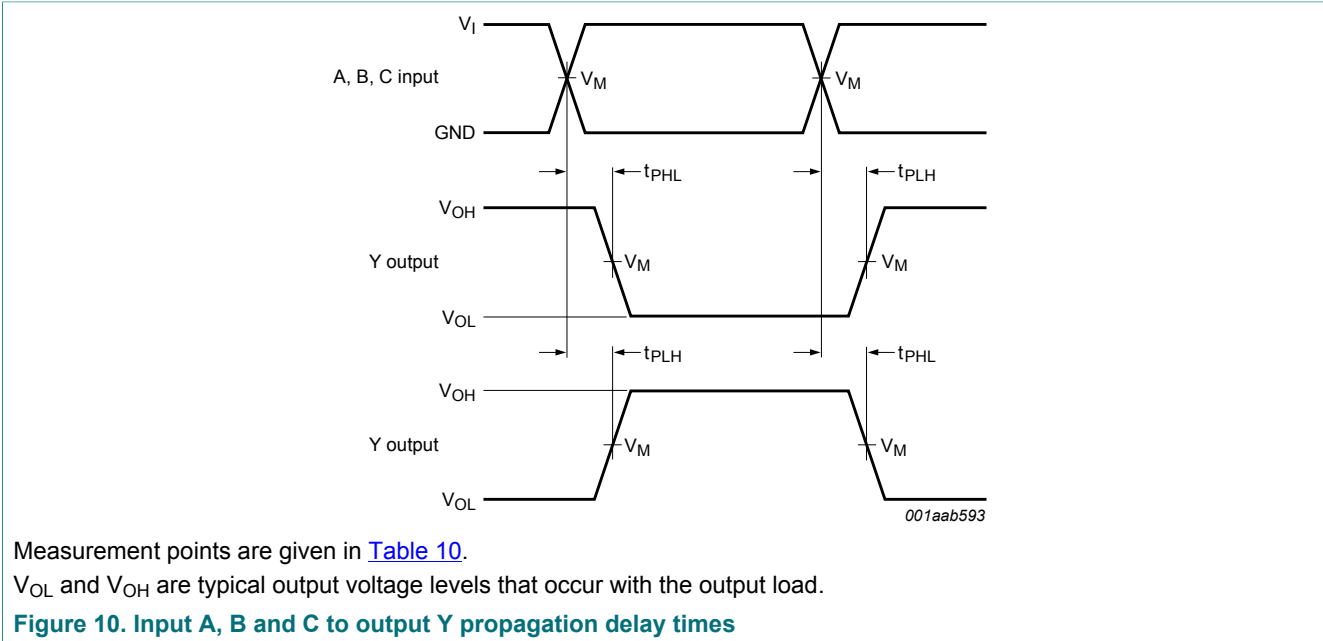 VI
A, B, C input
VM
VM
GND
tPHL
tPLH
VOH
Y output
VM
VM
VOL
tPLH
tPHL
VOH
Y output
VM
VM
VOL
001aab593
Measurement points are given in Table 10.
VOL and VOH are typical output voltage levels that occur with the output load.
Figure 10. Input A, B and C to output Y propagation delay times